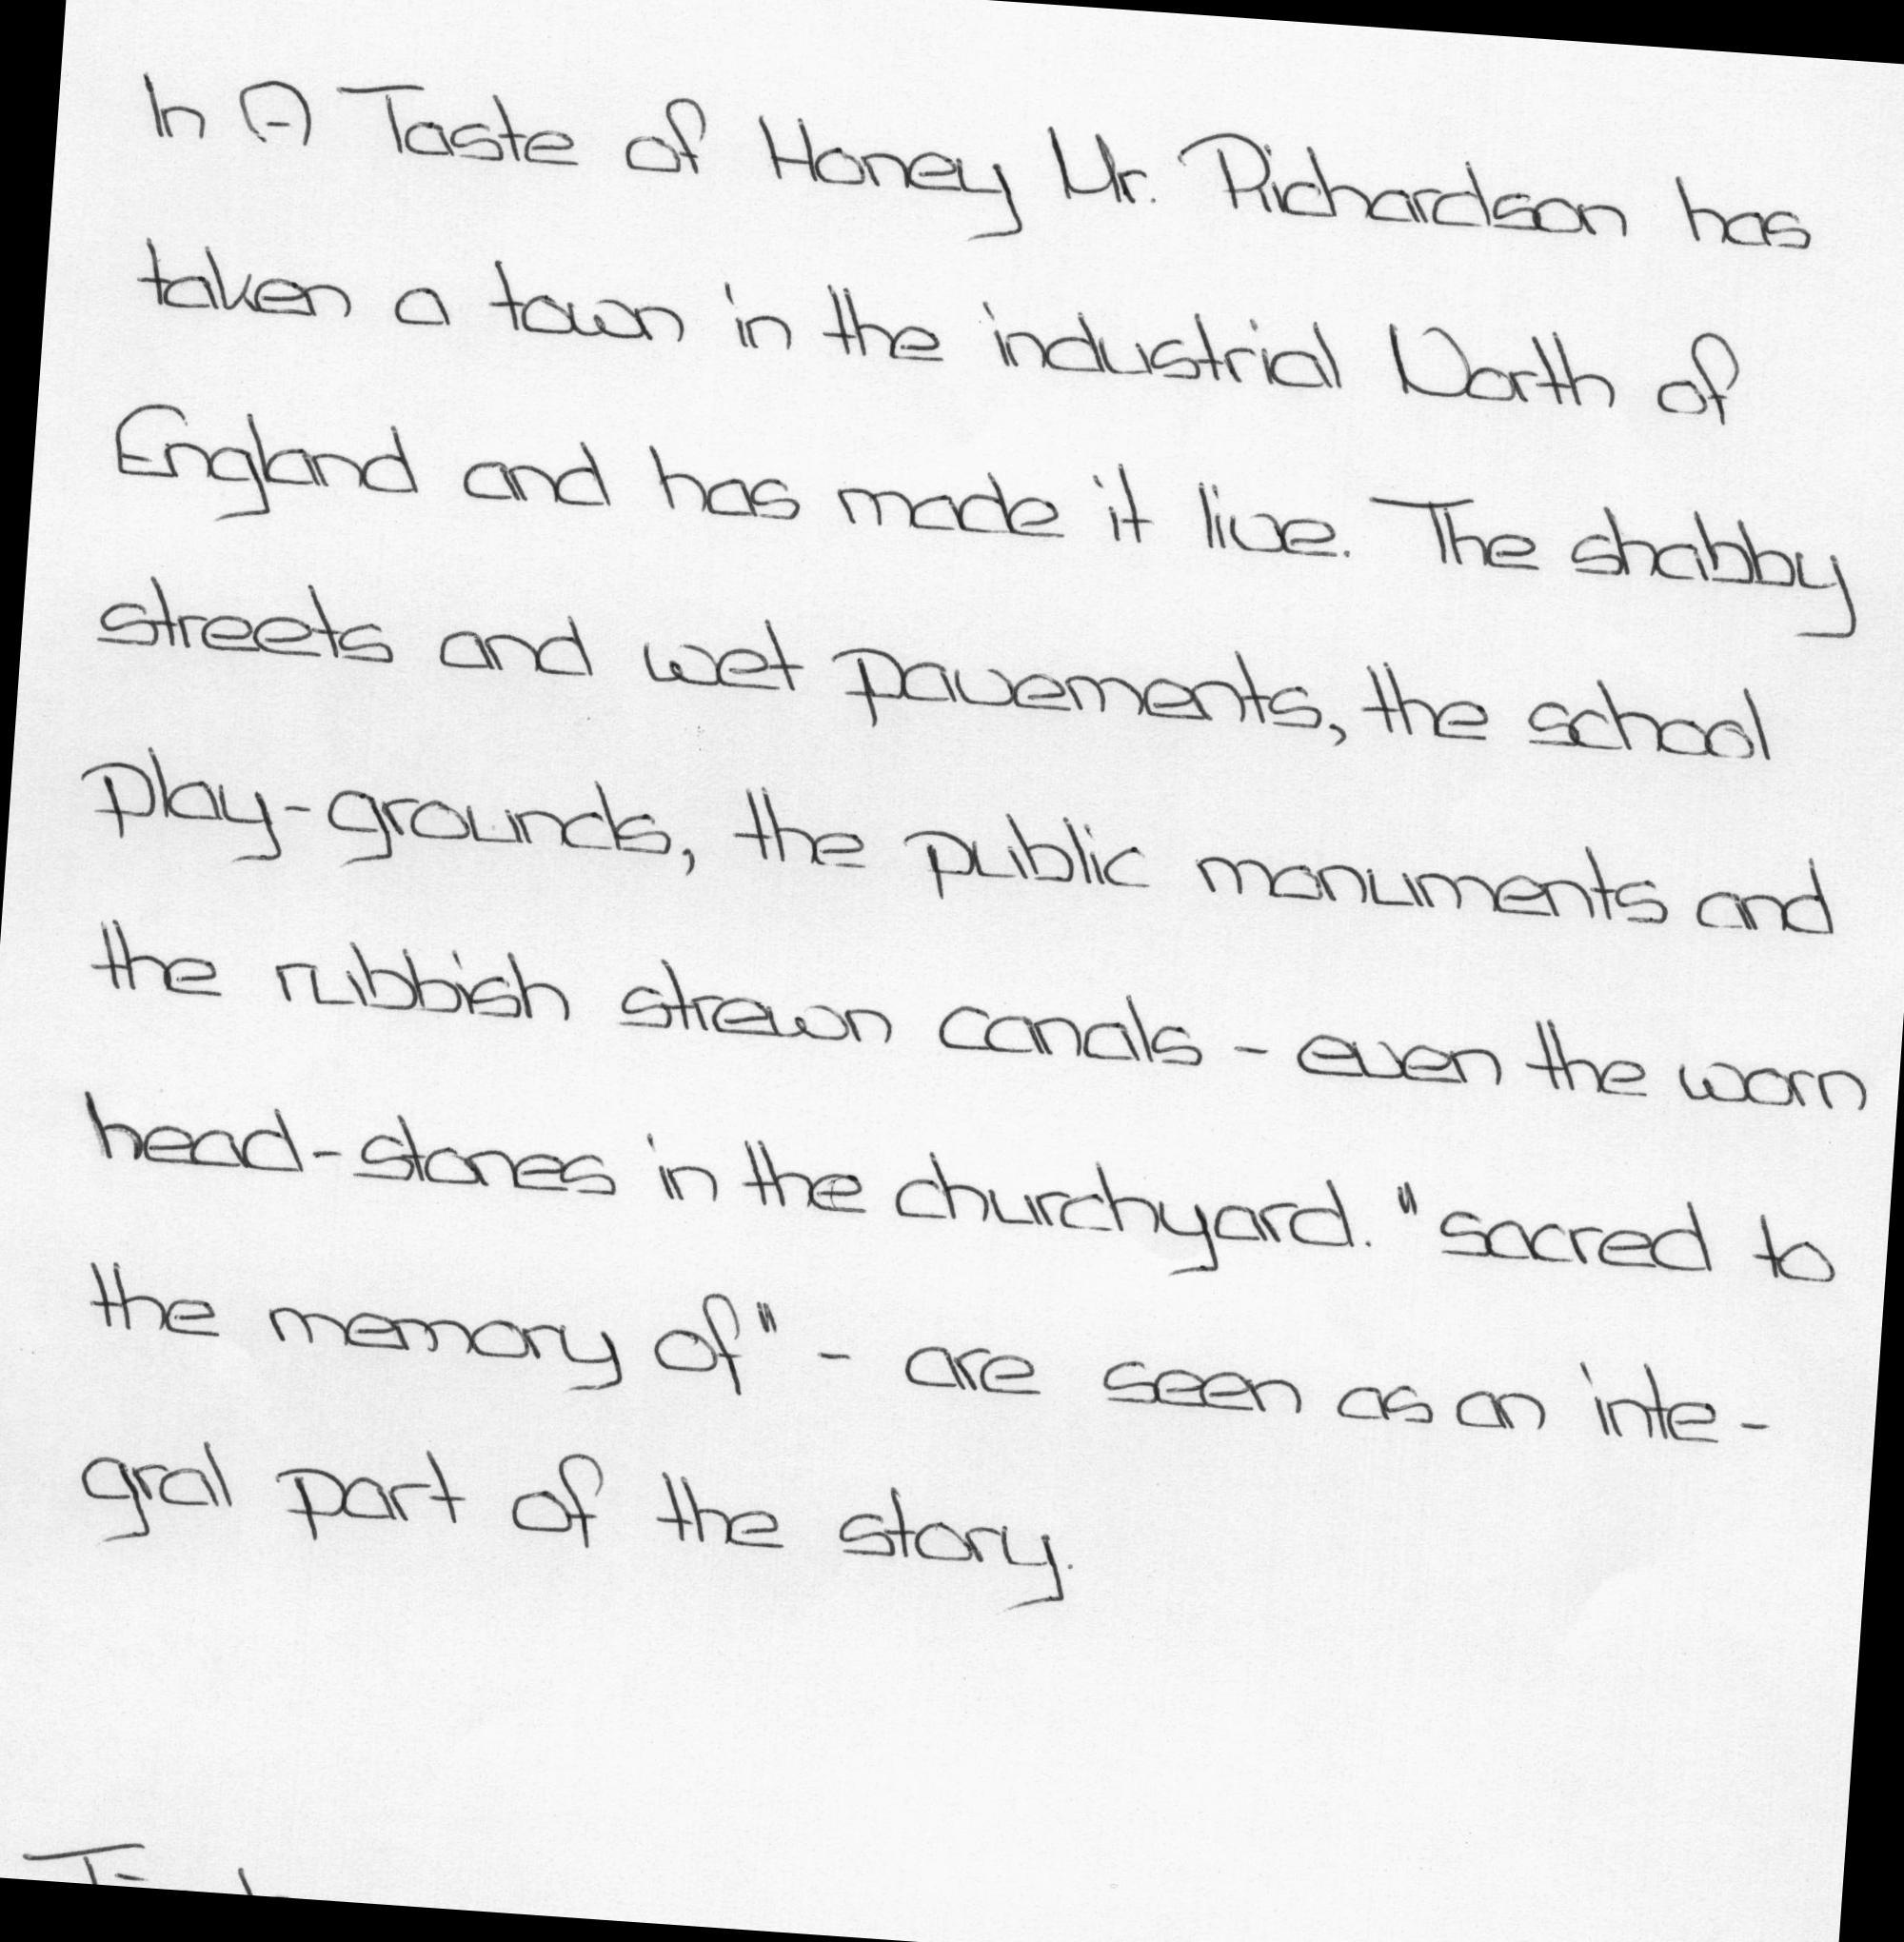 In A Taste of Honey Mr. Richardson has
taken a town in the industrial North of
England and has made it live. The shabby
streets and wet pavements, the school
play-grounds, the public monuments and
the rubbish strewn canals - even the worn
head-stones in the churchyard. "sacred to
the memory of" - are seen as an inte-
gral part of the story.